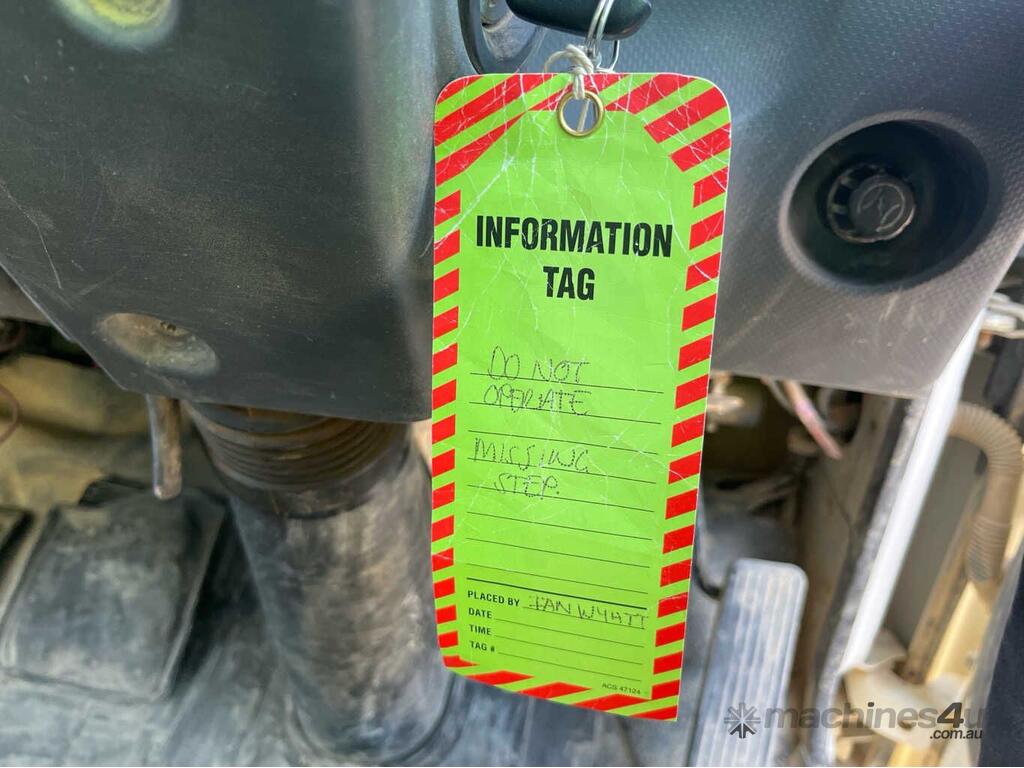 INFORMATION
TAG
DO NOT
OPERATE
MISSING
STEP.
PLACED BY IAN WYATT
DATE
TIME
TAG #
ACS 47124
machines4u
.com.au